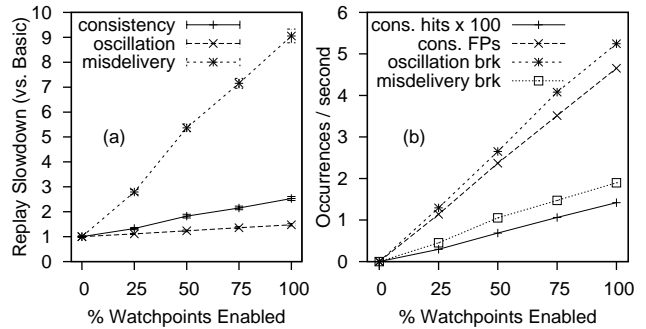 consistency
oscillation
misdelivery
Replay Slowdown (vs. Basic)
10
9
8
7
6
5
4
3
2
1
0
(a)
0 25 50 75 100
% Watchpoints Enabled
cons. hits x 100
cons. FPs
oscillation brk
misdelivery brk
Occurrences / second
6
5
4
3
2
1
0
(b)
0 25 50 75 100
% Watchpoints Enabled